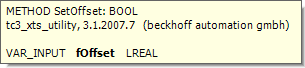 METHOD SetOffset: BOOL
tc3_xts_utility, 3.1.2007.7 (beckhoff automation gmbh)
VAR_INPUT fOffset LREAL